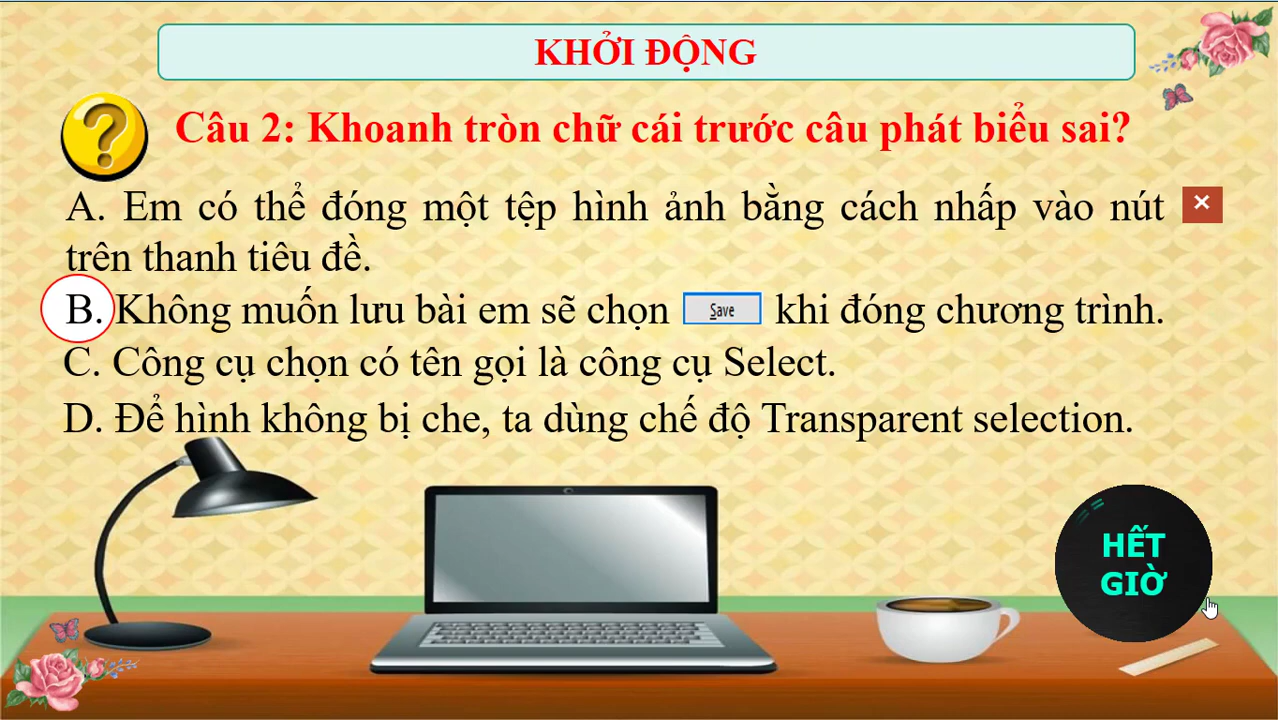 KHỞI ĐỘNG
Câu 2: Khoanh tròn chữ cái trước câu phát biểu sai?
A. Em có thể đóng một tệp hình ảnh bằng cách nhấp vào nút
trên thanh tiêu đề.
B. Không muốn lưu bài em sẽ chọn Save khi đóng chương trình.
C. Công cụ chọn có tên gọi là công cụ Select.
D. Để hình không bị che, ta dùng chế độ Transparent selection.
HẾT
GIỜ